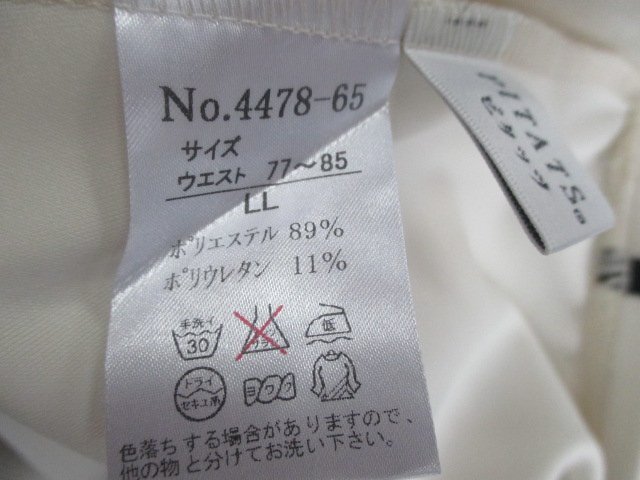 No.4478-65
サイズ
ウエスト 77〜85
LL
ポリエステル 89%
ポリウレタン 11%
手洗イ
30
低
ドライ
セキユ系
ヨワク
色落ちする場合がありますので、
他の物と分けてお洗い下さい。
PITATS®
ピタッツ